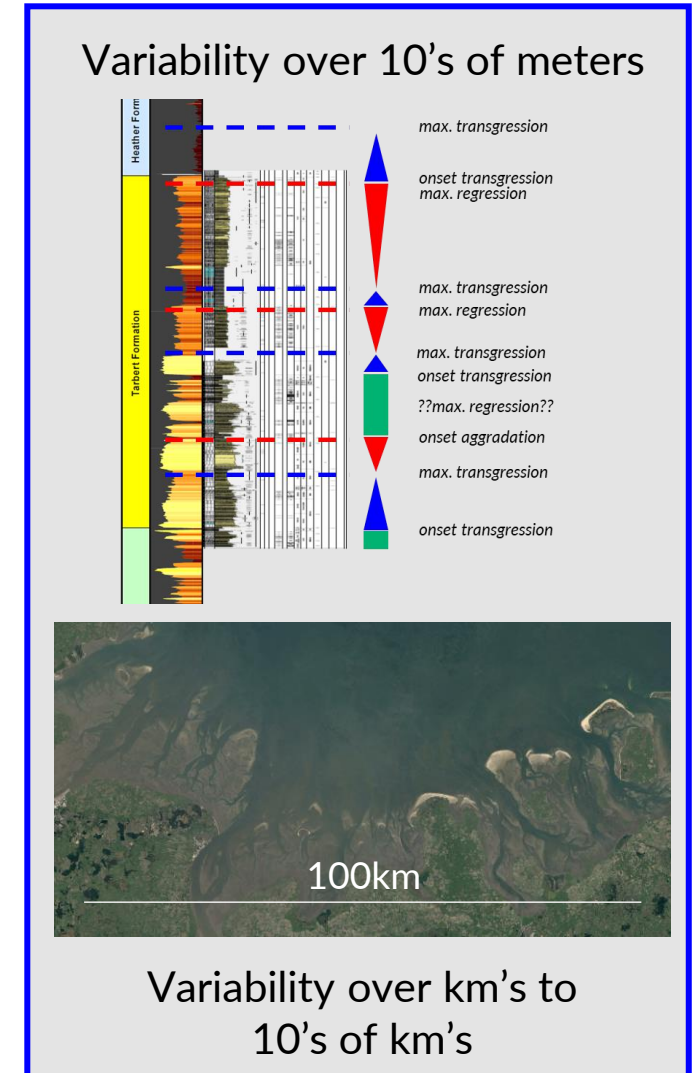 Variability over 10's of meters
Heather Form
Tarbert Formation
max. transgression
onset transgression
max. regression
max. transgression
max. regression
max. transgression
onset transgression
??max. regression??
onset aggradation
max. transgression
onset transgression
100km
Variability over km's to
10's of km's